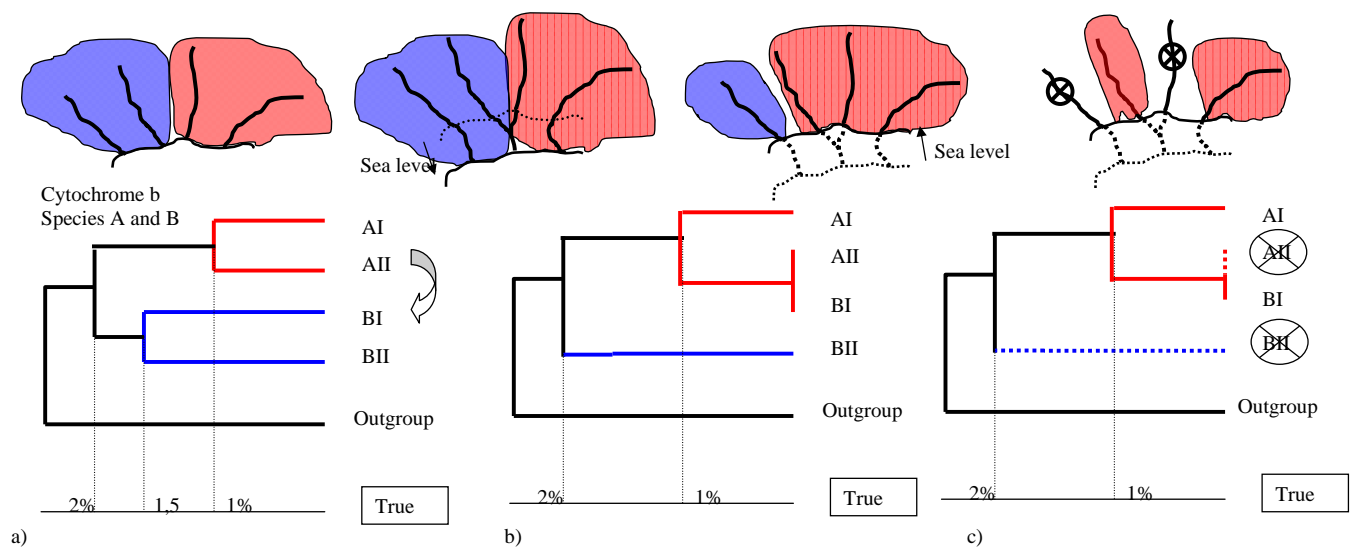 Sea level
Sea level
Cytochrome b
Species A and B
AI
AII
BI
BII
Outgroup
2%
1,5
1%
True
a)
AI
AII
BI
BII
Outgroup
2%
1%
True
b)
AI
AII
BI
BII
Outgroup
2%
1%
True
c)